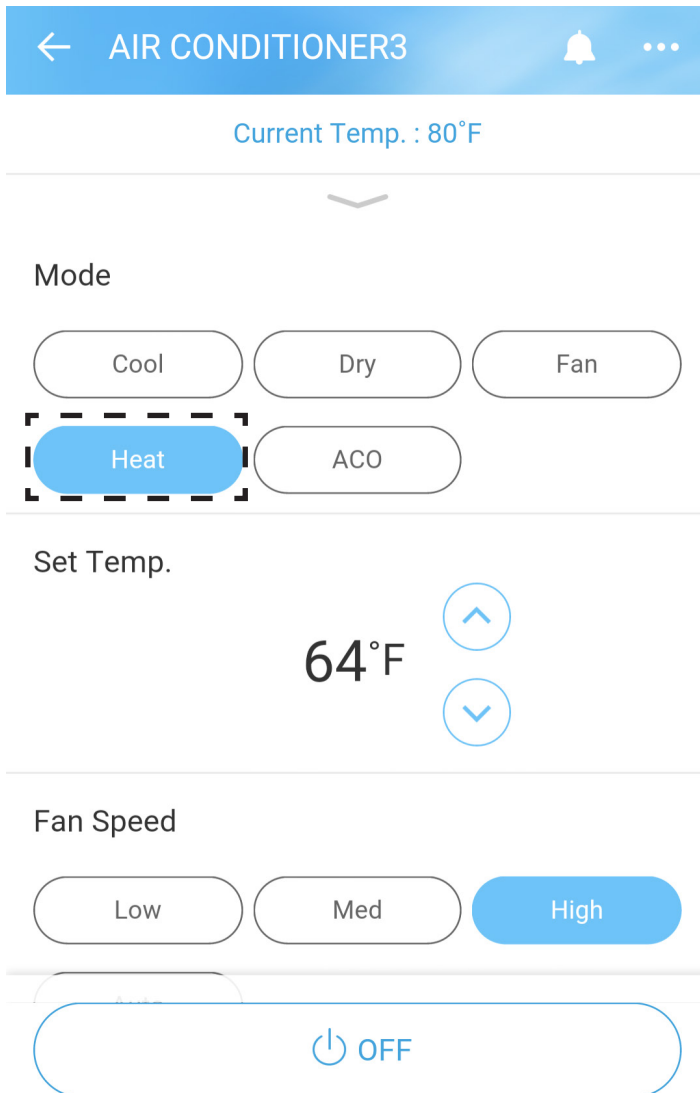 AIR CONDITIONER3
Current Temp. : 80°F
Mode
Cool Dry Fan
Heat ACO
Set Temp.
64°F
Fan Speed
Low Med High
OFF